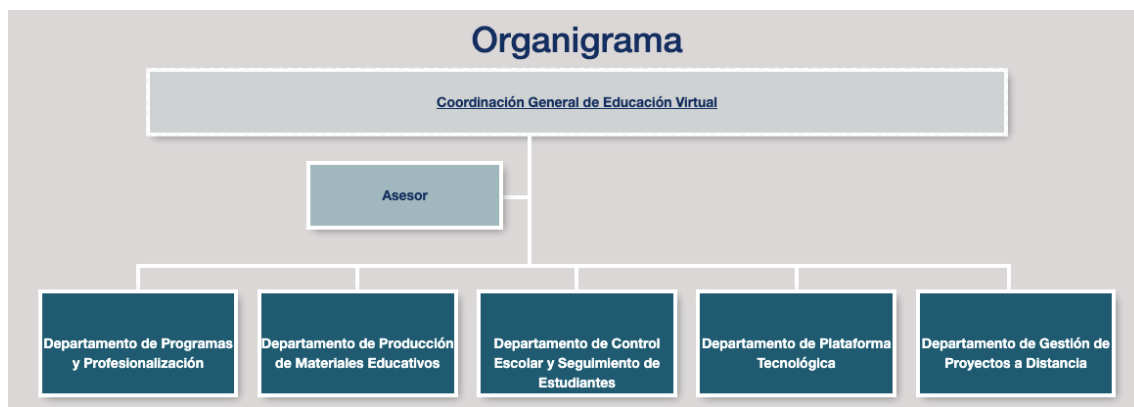 Organigrama
Coordinación General de Educación Virtual
Asesor
Departamento de Programas
y Profesionalización
Departamento de Producción
de Materiales Educativos
Departamento de Control
Escolar y Seguimiento de
Estudiantes
Departamento de Plataforma
Tecnológica
Departamento de Gestión de
Proyectos a Distancia